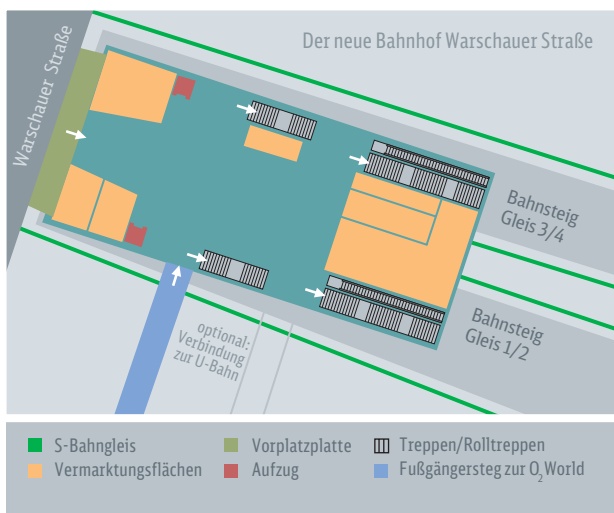 Der neue Bahnhof Warschauer Straße
Warschauer Straße
Bahnsteig
Gleis 3/4
Bahnsteig
Gleis 1/2
optional:
Verbindung
zur U-Bahn
S-Bahngleis
Vermarktungsflächen
Vorplatzplatte
Aufzug
Treppen/Rolltreppen
Fußgängersteg zur O₂ World